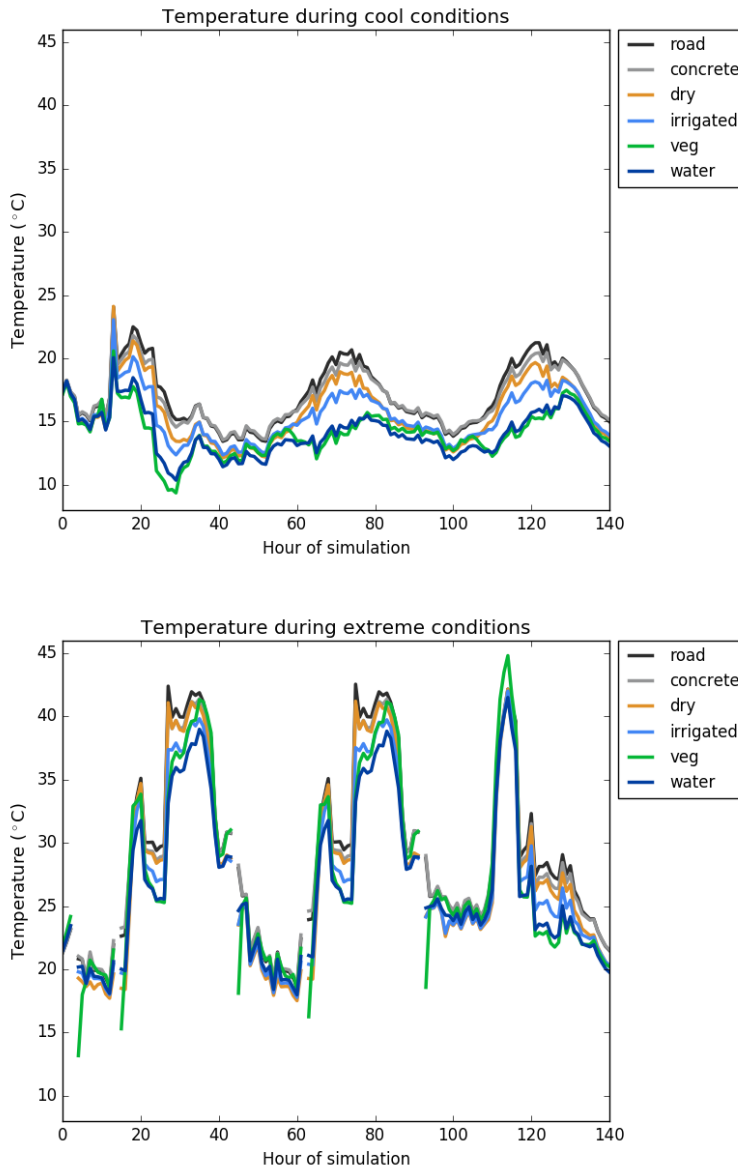 Temperature during cool conditions
45
40
35
30
25
20
15
10
Temperature (°C)
0 20 40 60 80 100 120 140
Hour of simulation
road
concrete
dry
irrigated
veg
water
Temperature during extreme conditions
45
40
35
30
25
20
15
10
Temperature (°C)
0 20 40 60 80 100 120 140
Hour of simulation
road
concrete
dry
irrigated
veg
water